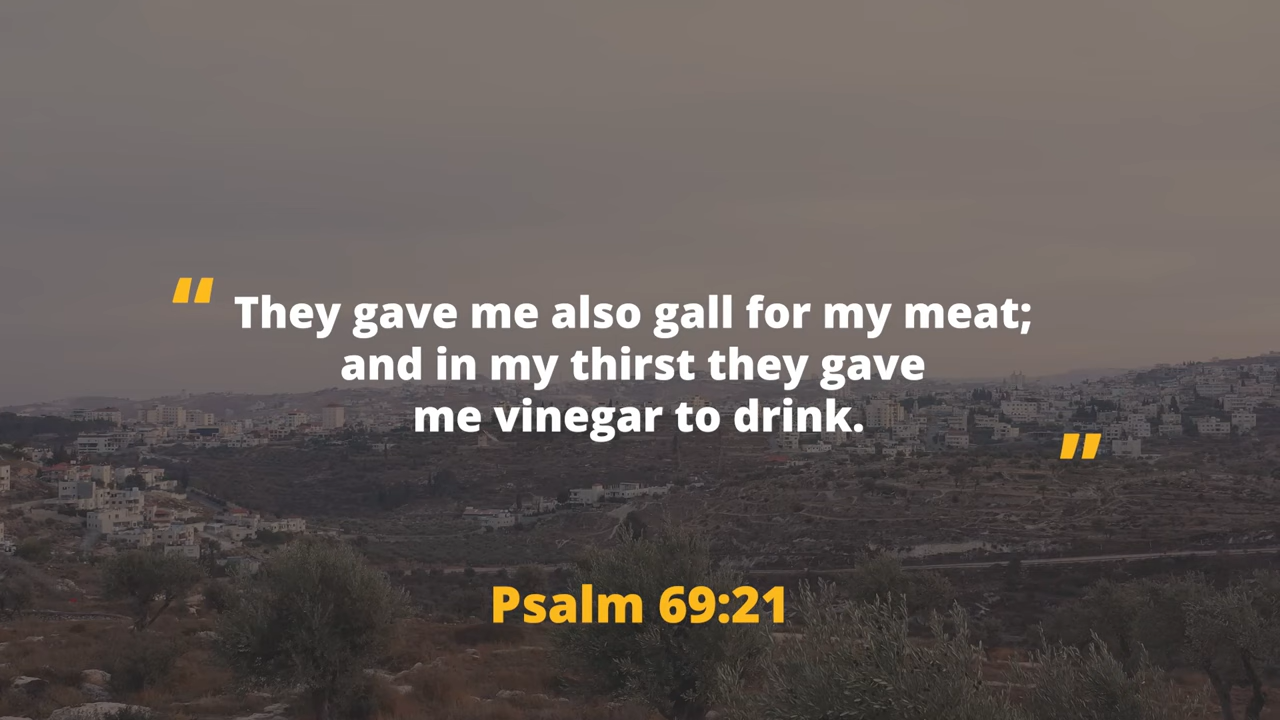 “They gave me also gall for my meat;
and in my thirst they gave
me vinegar to drink.”
Psalm 69:21